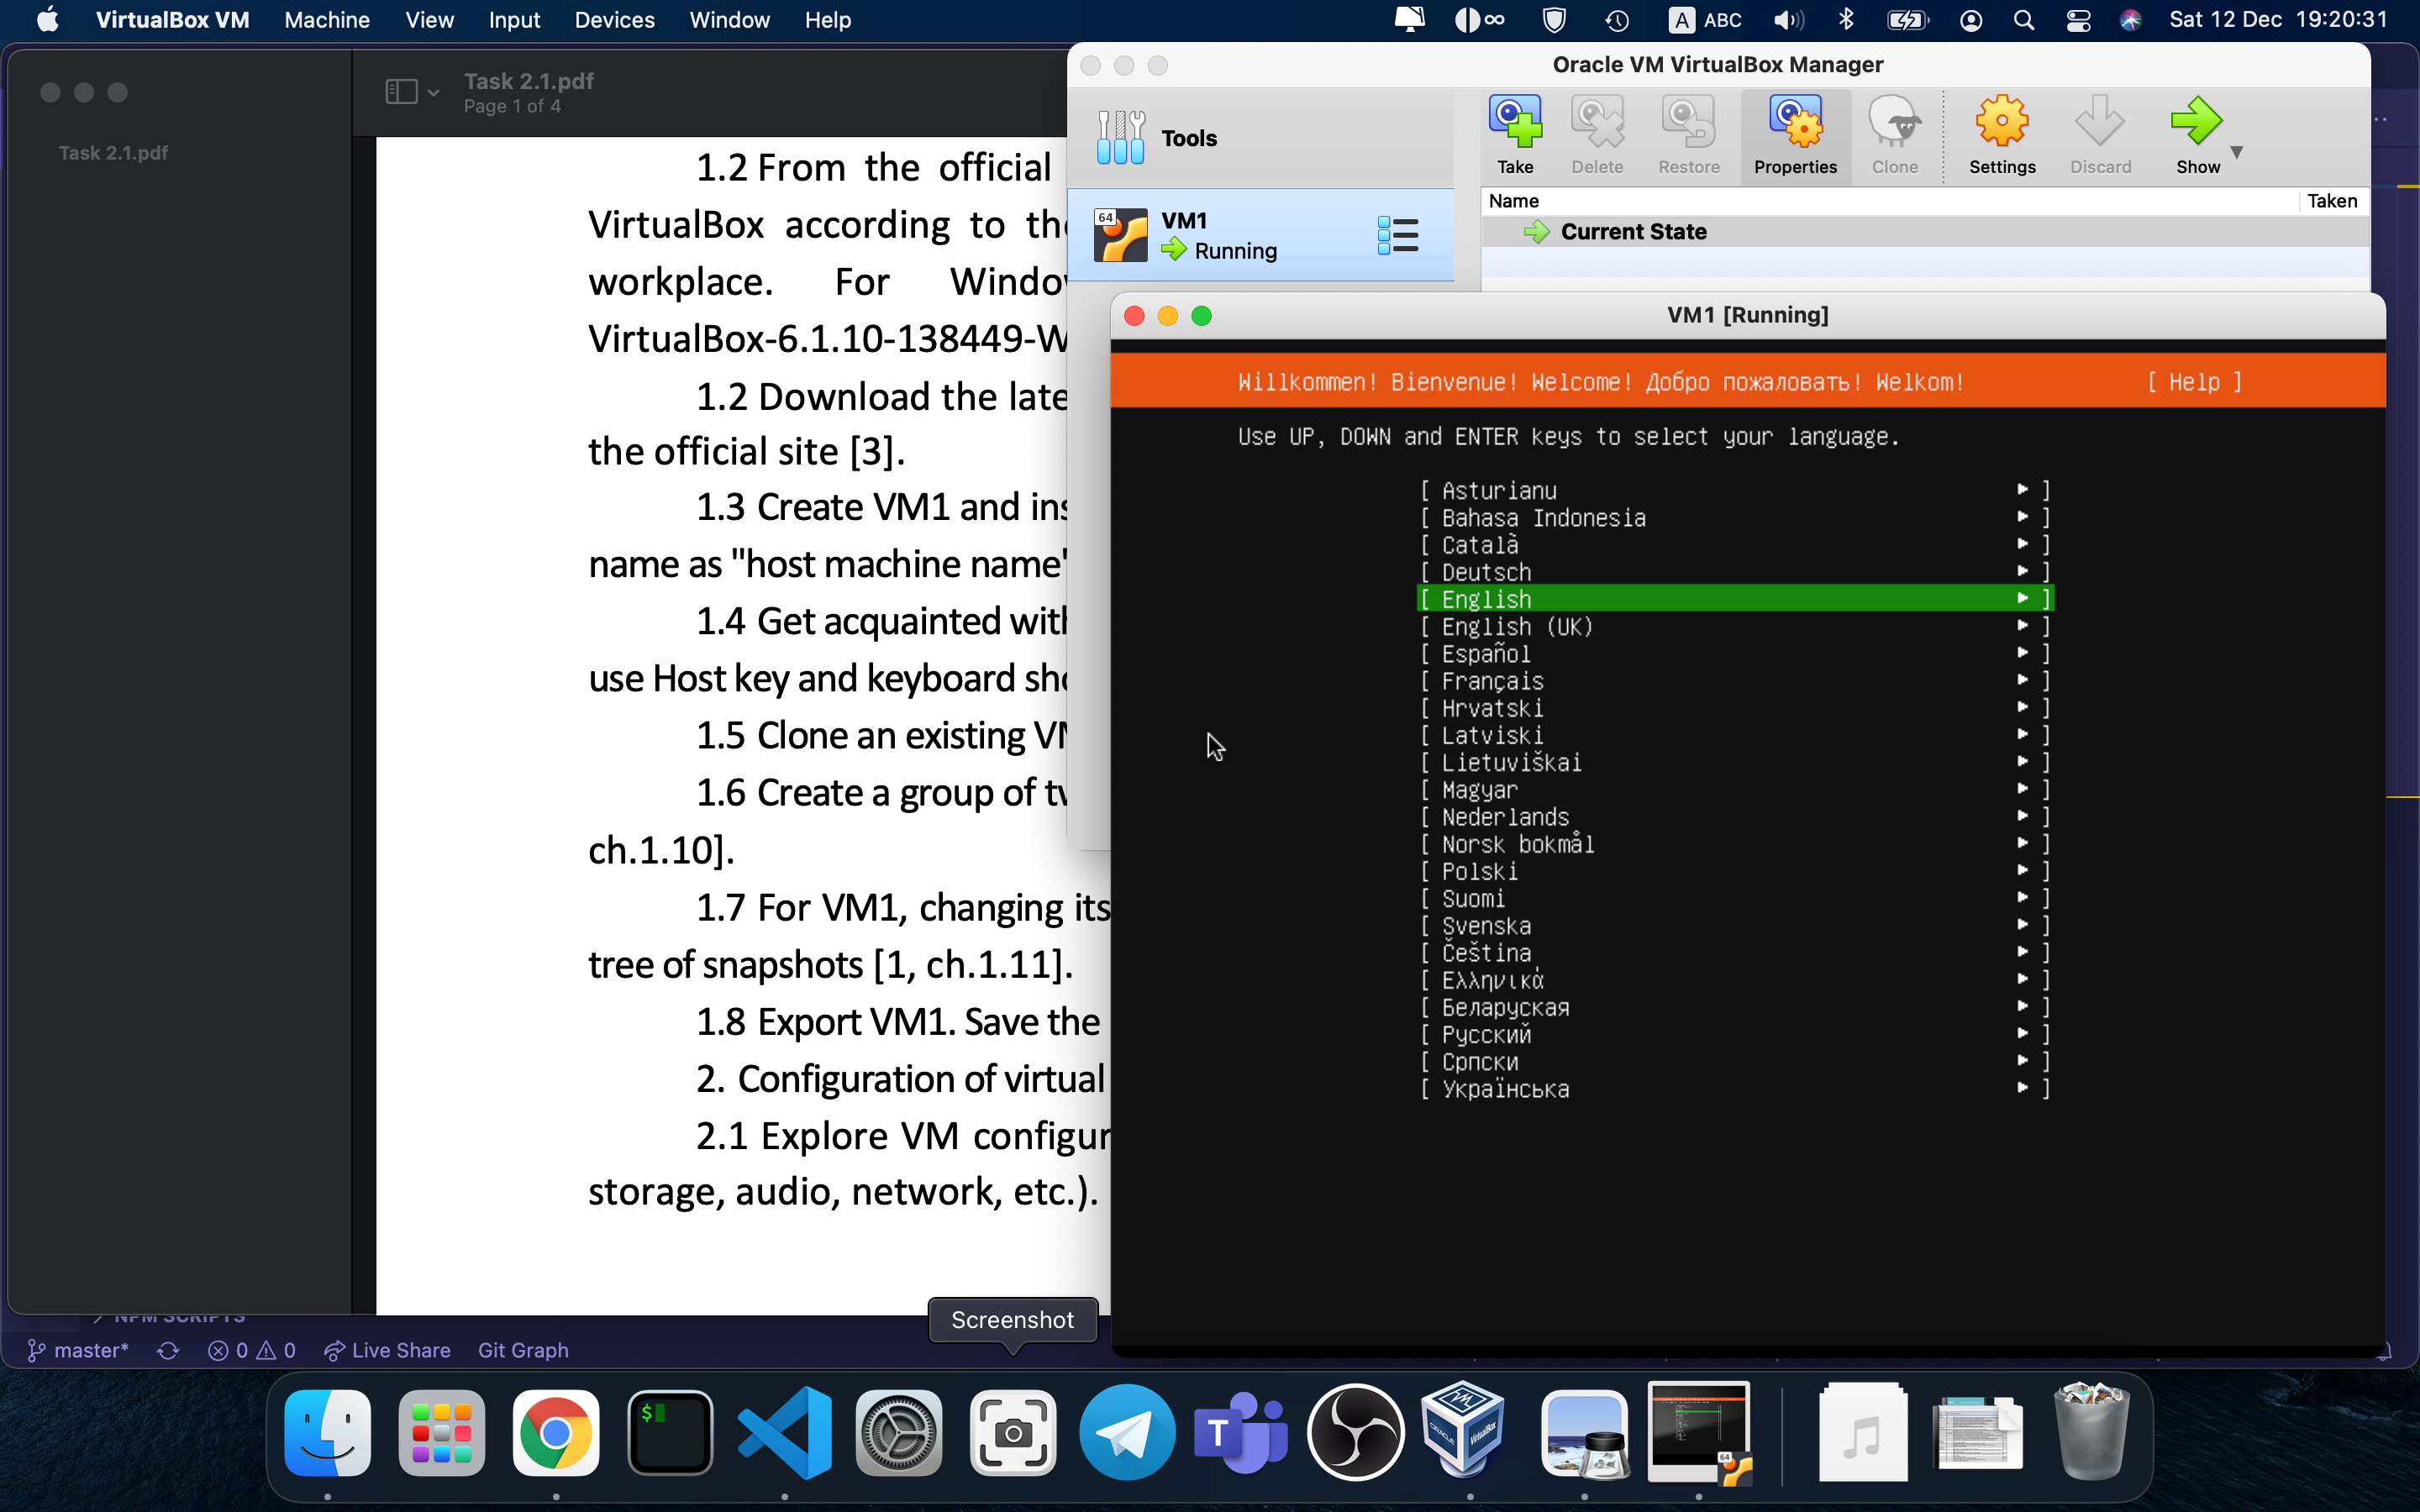 VirtualBox VM Machine View Input Devices Window Help
A ABC Sat 12 Dec 19:20:31
Task 2.1.pdf
Page 1 of 4
Task 2.1.pdf
1.2 From the official
VirtualBox according to the
workplace. For Window
VirtualBox-6.1.10-138449-W
1.2 Download the late
the official site [3].
1.3 Create VM1 and ins
name as "host machine name"
1.4 Get acquainted with
use Host key and keyboard sho
1.5 Clone an existing VM
1.6 Create a group of tw
ch.1.10].
1.7 For VM1, changing its
tree of snapshots [1, ch.1.11].
1.8 Export VM1. Save the
2. Configuration of virtual
2.1 Explore VM configur
storage, audio, network, etc.).
Oracle VM VirtualBox Manager
Tools
Take Delete Restore Properties Clone Settings Discard Show
64
VM1
Running
Name Taken
Current State
VM1 [Running]
Willkommen! Bienvenue! Welcome! Добро пожаловать! Welkom! [ Help ]
Use UP, DOWN and ENTER keys to select your language.
[ Asturianu ► ]
[ Bahasa Indonesia ► ]
[ Català ► ]
[ Deutsch ► ]
[ English ► ]
[ English (UK) ► ]
[ Español ► ]
[ Français ► ]
[ Hrvatski ► ]
[ Latviski ► ]
[ Lietuviškai ► ]
[ Magyar ► ]
[ Nederlands ► ]
[ Norsk bokmål ► ]
[ Polski ► ]
[ Suomi ► ]
[ Svenska ► ]
[ Čeština ► ]
[ Ελληνικά ► ]
[ Беларуская ► ]
[ Русский ► ]
[ Српски ► ]
[ Українська ► ]
NPM SCRIPTS
master* 0 0 Live Share Git Graph
Screenshot
$
T
ORACLE
VirtualBox
64